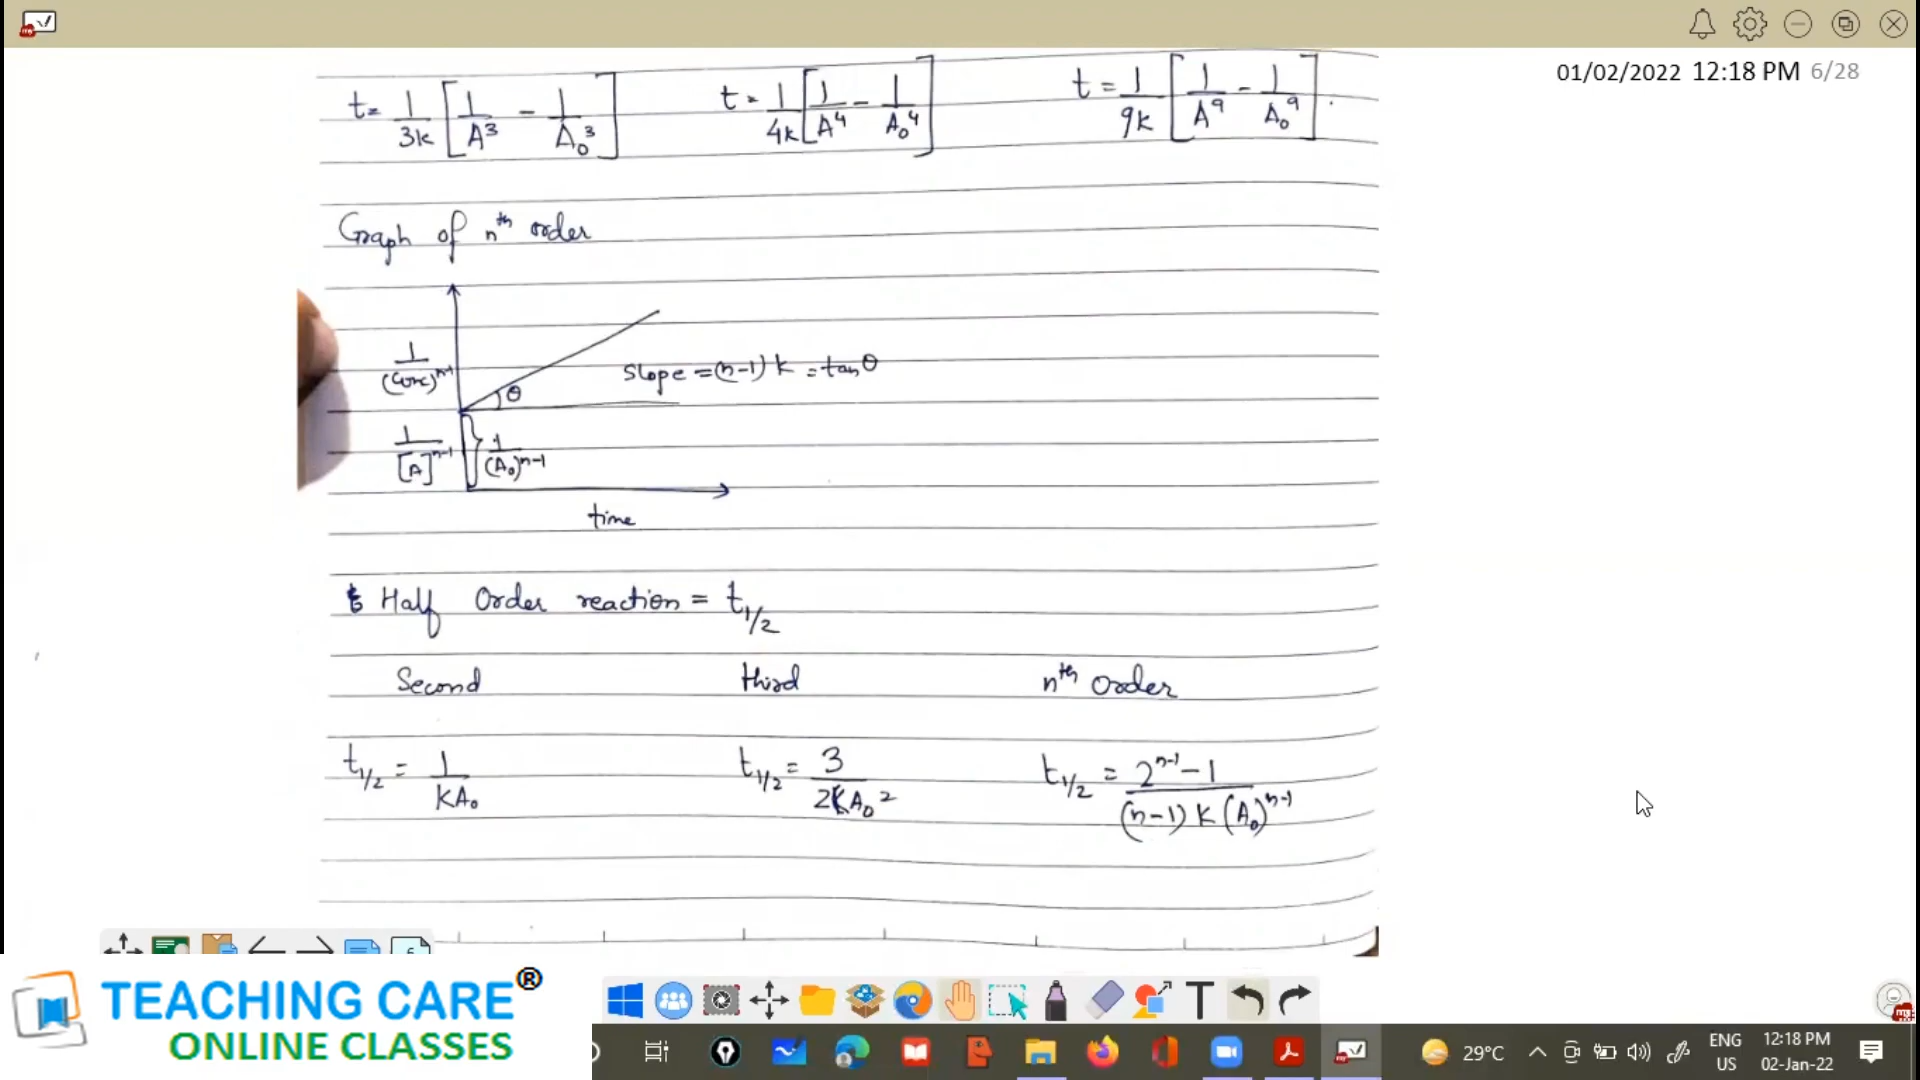 01/02/2022 12:18 PM 6/28
t = 1/3k [1/A³ - 1/A₀³] t = 1/4k [1/A⁴ - 1/A₀⁴] t = 1/9k [1/A⁹ - 1/A₀⁹].
Graph of nth order
1/(Conc)ⁿ⁻¹
θ
Slope = (n-1) k = tan θ
1/[A]ⁿ⁻¹
1/(A₀)ⁿ⁻¹
time
Half Order reaction = t1/2
Second third nth Order
t1/2 = 1/KA₀ t1/2 = 3/2KA₀² t1/2 = 2ⁿ⁻¹-1/(n-1) K (A₀)ⁿ⁻¹
TEACHING CARE®
ONLINE CLASSES
T
29°C
ENG
US
12:18 PM
02-Jan-22